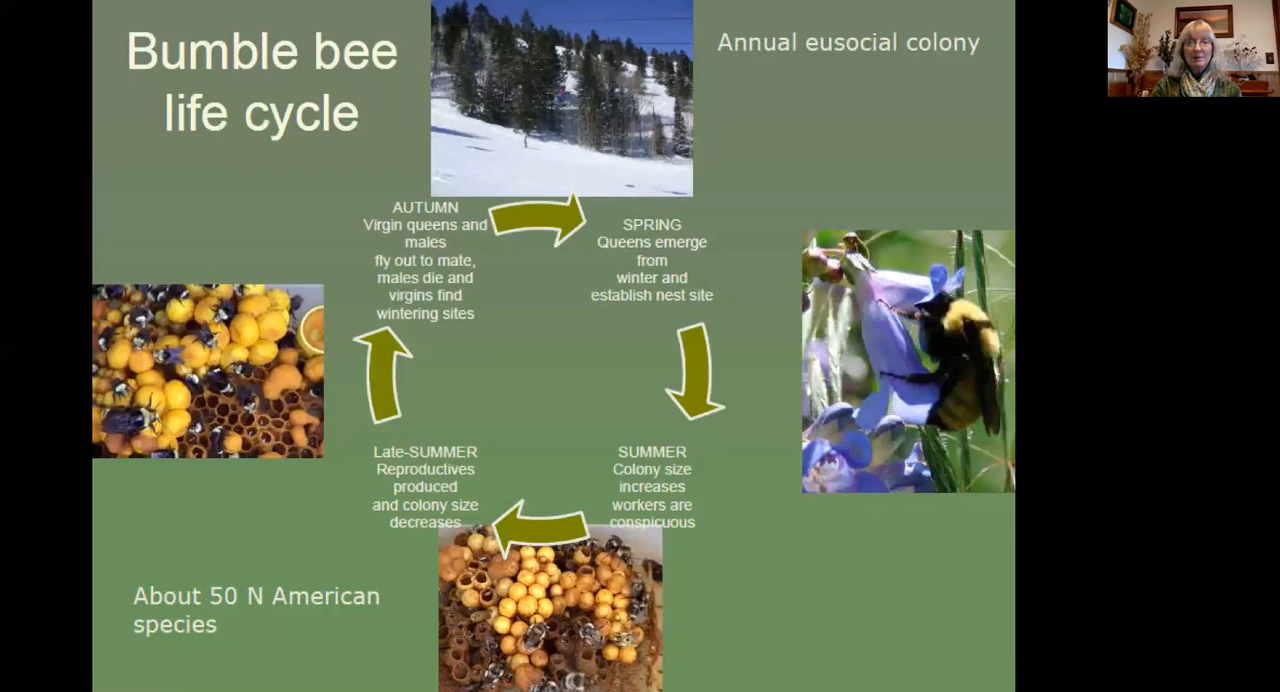 Bumble bee
life cycle
Annual eusocial colony
AUTUMN
Virgin queens and
males
fly out to mate,
males die and
virgins find
wintering sites
SPRING
Queens emerge
from
winter and
establish nest site
Late-SUMMER
Reproductives
produced
and colony size
decreases
SUMMER
Colony size
increases
workers are
conspicuous
About 50 N American
species